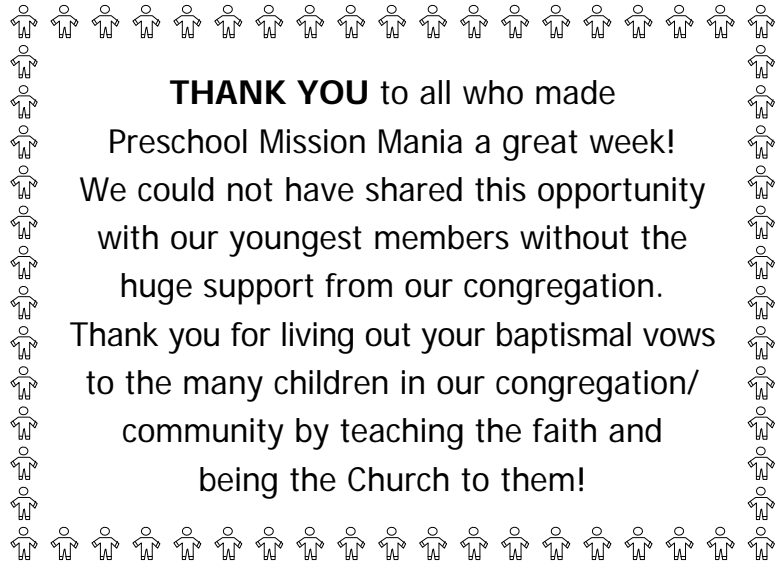 THANK YOU to all who made
Preschool Mission Mania a great week!
We could not have shared this opportunity
with our youngest members without the
huge support from our congregation.
Thank you for living out your baptismal vows
to the many children in our congregation/
community by teaching the faith and
being the Church to them!